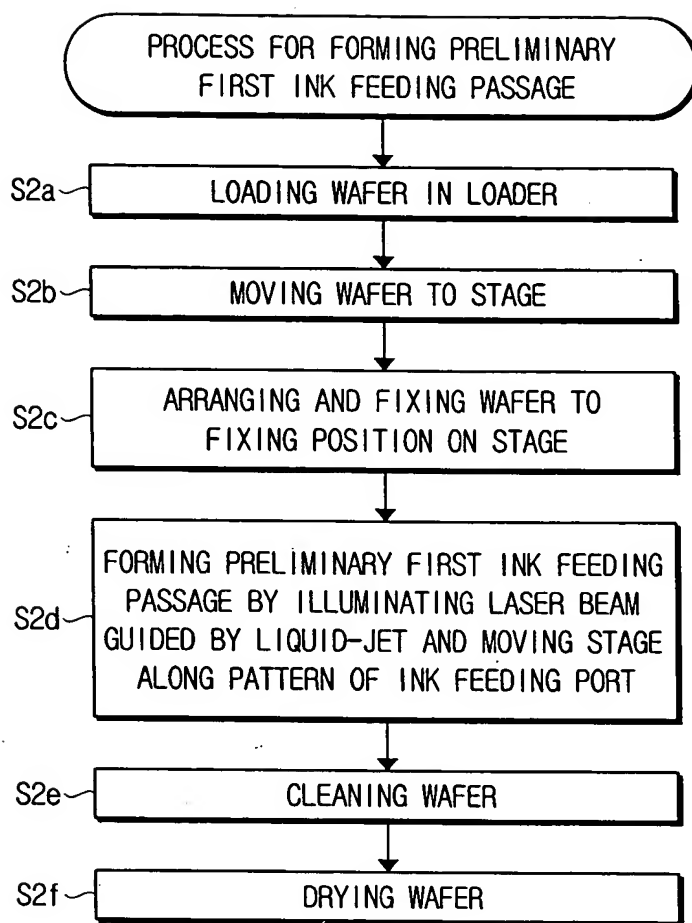 PROCESS FOR FORMING PRELIMINARY
FIRST INK FEEDING PASSAGE
S2a
LOADING WAFER IN LOADER
S2b
MOVING WAFER TO STAGE
S2c
ARRANGING AND FIXING WAFER TO
FIXING POSITION ON STAGE
S2d
FORMING PRELIMINARY FIRST INK FEEDING
PASSAGE BY ILLUMINATING LASER BEAM
GUIDED BY LIQUID-JET AND MOVING STAGE
ALONG PATTERN OF INK FEEDING PORT
S2e
CLEANING WAFER
S2f
DRYING WAFER